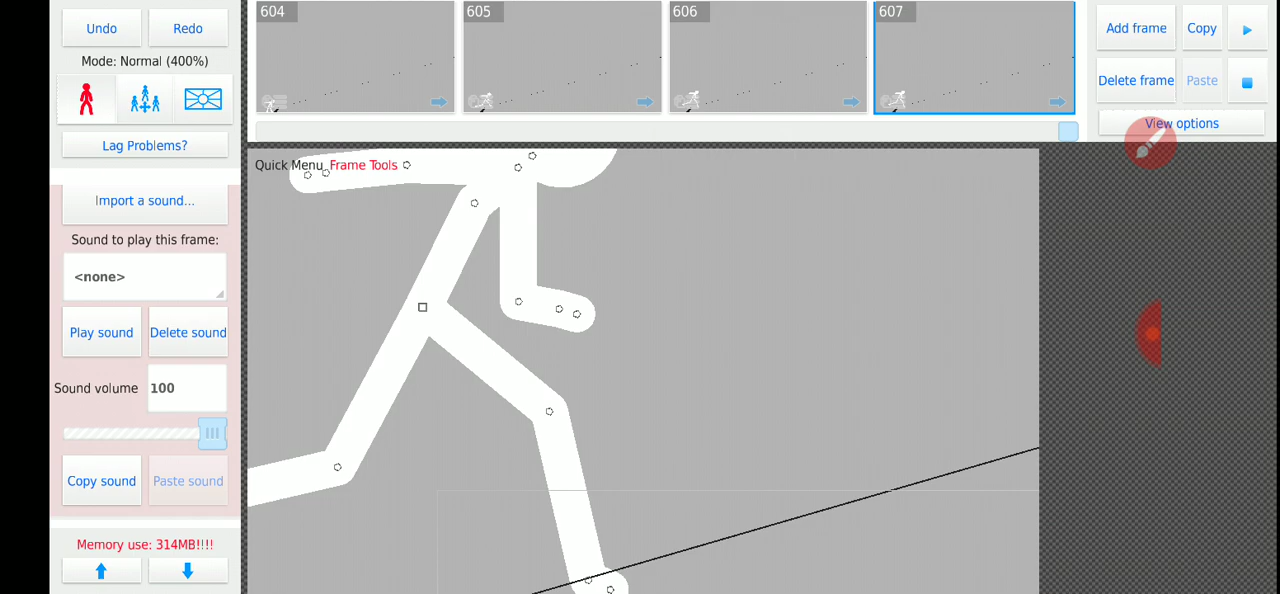 Undo
Redo
Mode: Normal (400%)
Lag Problems?
Import a sound...
Sound to play this frame:
<none>
Play sound
Delete sound
Sound volume
100
Copy sound
Paste sound
Memory use: 314MB!!!!
604
605
606
607
Quick Menu
Frame Tools
Add frame
Copy
Delete frame
Paste
View options